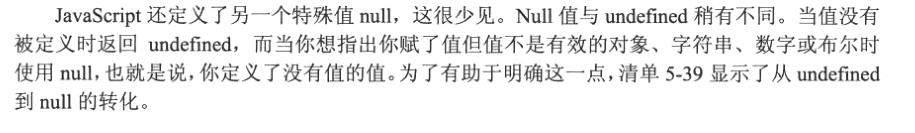 JavaScript 还定义了另一个特殊值 null，这很少见。Null 值与 undefined 稍有不同。当值没有
被定义时返回 undefined，而当你想指出你赋了值但值不是有效的对象、字符串、数字或布尔时
使用 null，也就是说，你定义了没有值的值。为了有助于明确这一点，清单 5-39 显示了从 undefined
到 null 的转化。